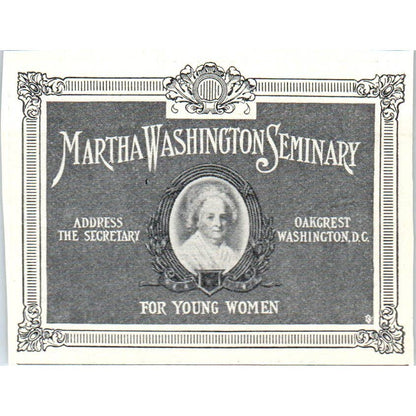 MARTHA WASHINGTON SEMINARY
ADDRESS
THE SECRETARY
OAKCREST
WASHINGTON, D.C.
FOR YOUNG WOMEN